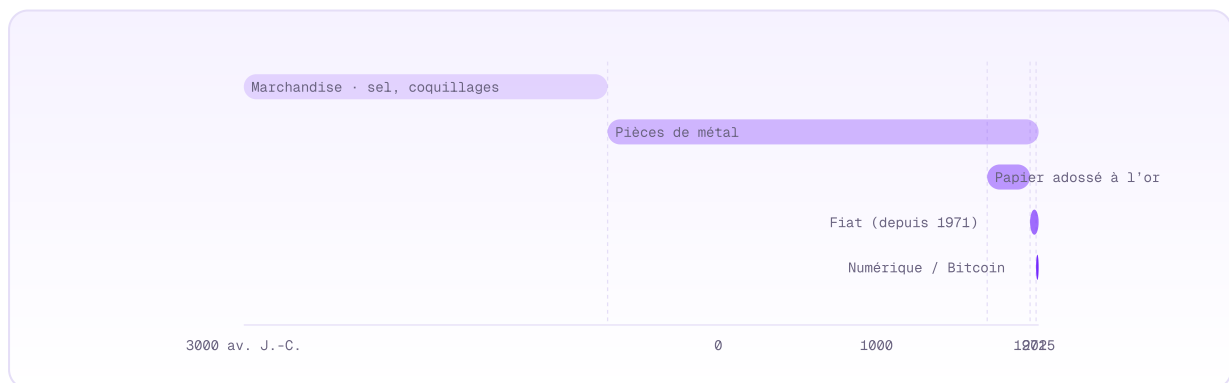 Marchandise · sel, coquillages
Pièces de métal
Papier adossé à l’or
Fiat (depuis 1971)
Numérique / Bitcoin
3000 av. J.-C. 0 1000 1971 2025